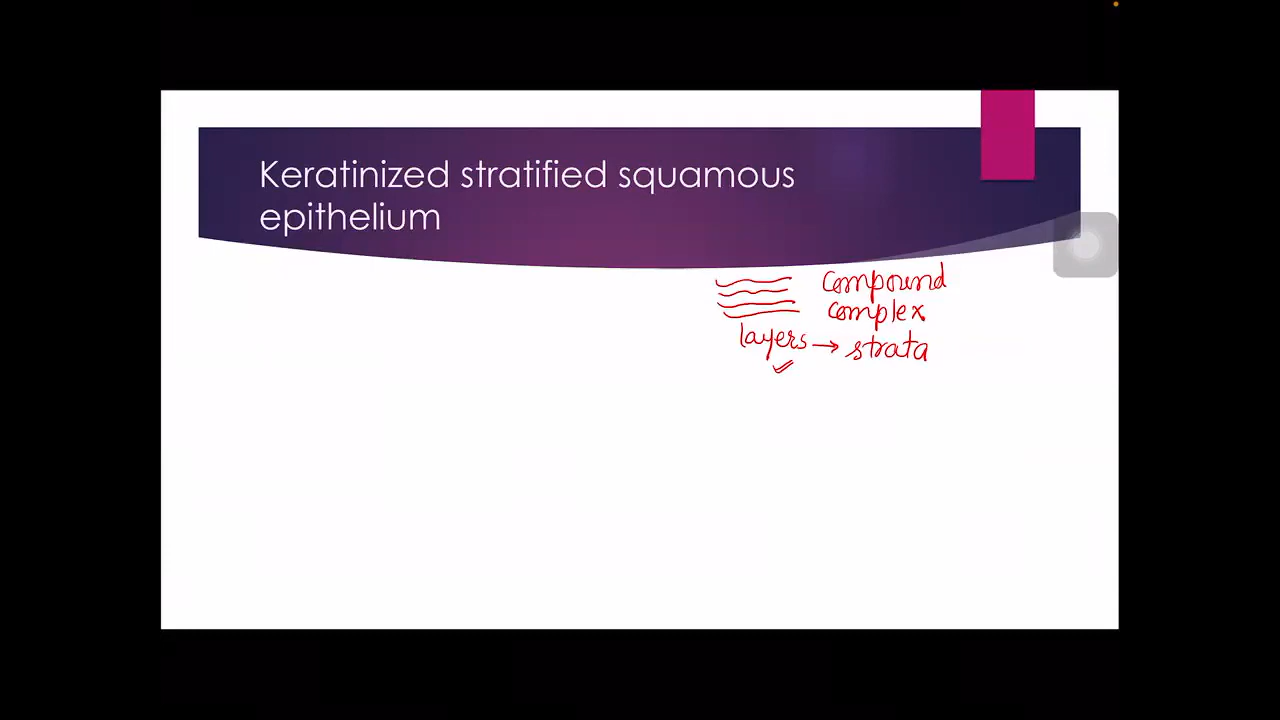 Keratinized stratified squamous
epithelium
compound
complex
layers → strata